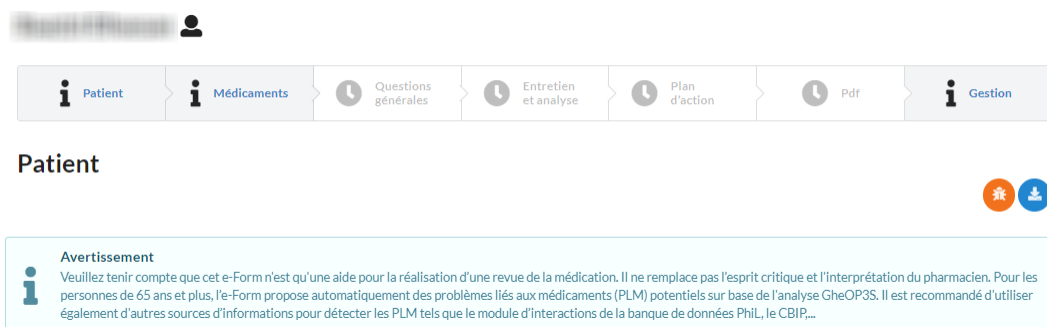 Patient
Médicaments
Questions
générales
Entretien
et analyse
Plan
d'action
Pdf
Gestion
Patient
Avertissement
Veuillez tenir compte que cet e-Form n'est qu'une aide pour la réalisation d'une revue de la médication. Il ne remplace pas l'esprit critique et l'interprétation du pharmacien. Pour les
personnes de 65 ans et plus, l'e-Form propose automatiquement des problèmes liés aux médicaments (PLM) potentiels sur base de l'analyse GheOP3S. Il est recommandé d'utiliser
également d'autres sources d'informations pour détecter les PLM tels que le module d'interactions de la banque de données PhiL, le CBIP,...